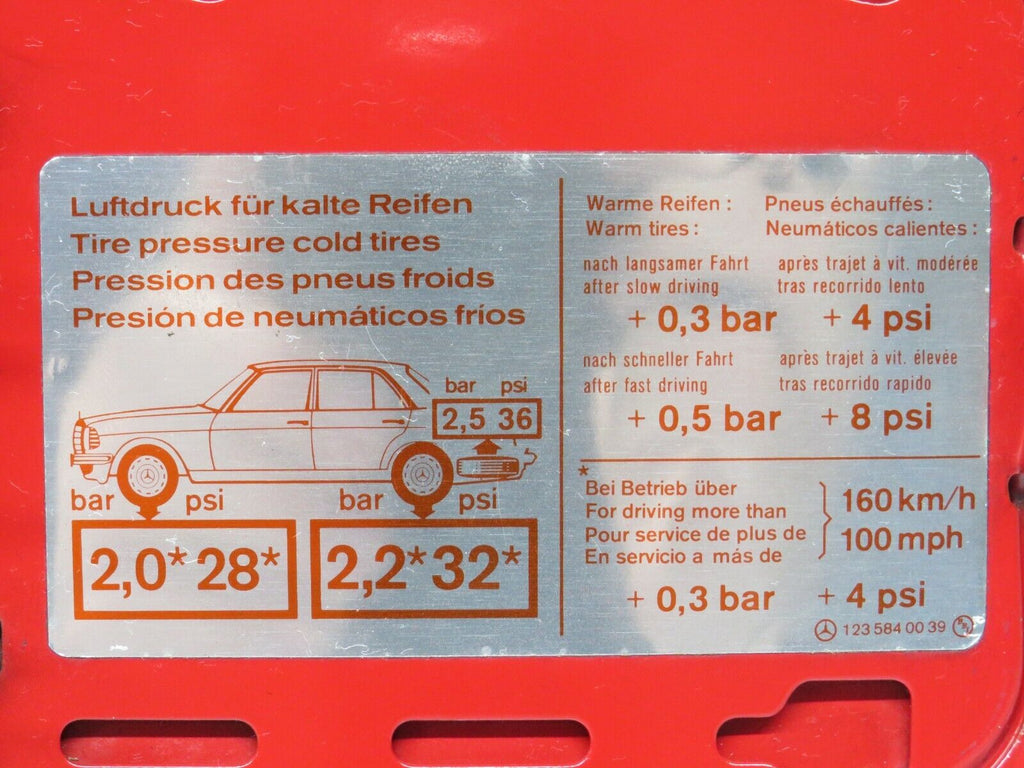 Luftdruck für kalte Reifen
Tire pressure cold tires
Pression des pneus froids
Presión de neumáticos fríos
bar psi
2,5 36
bar psi
2,0* 28*
bar psi
2,2* 32*
Warme Reifen : Pneus échauffés :
Warm tires : Neumáticos calientes :
nach langsamer Fahrt après trajet à vit. modérée
after slow driving tras recorrido lento
+ 0,3 bar + 4 psi
nach schneller Fahrt après trajet à vit. élevée
after fast driving tras recorrido rapido
+ 0,5 bar + 8 psi
*
Bei Betrieb über
For driving more than
Pour service de plus de
En servicio a más de
160 km/h
100 mph
+ 0,3 bar + 4 psi
123 584 00 39